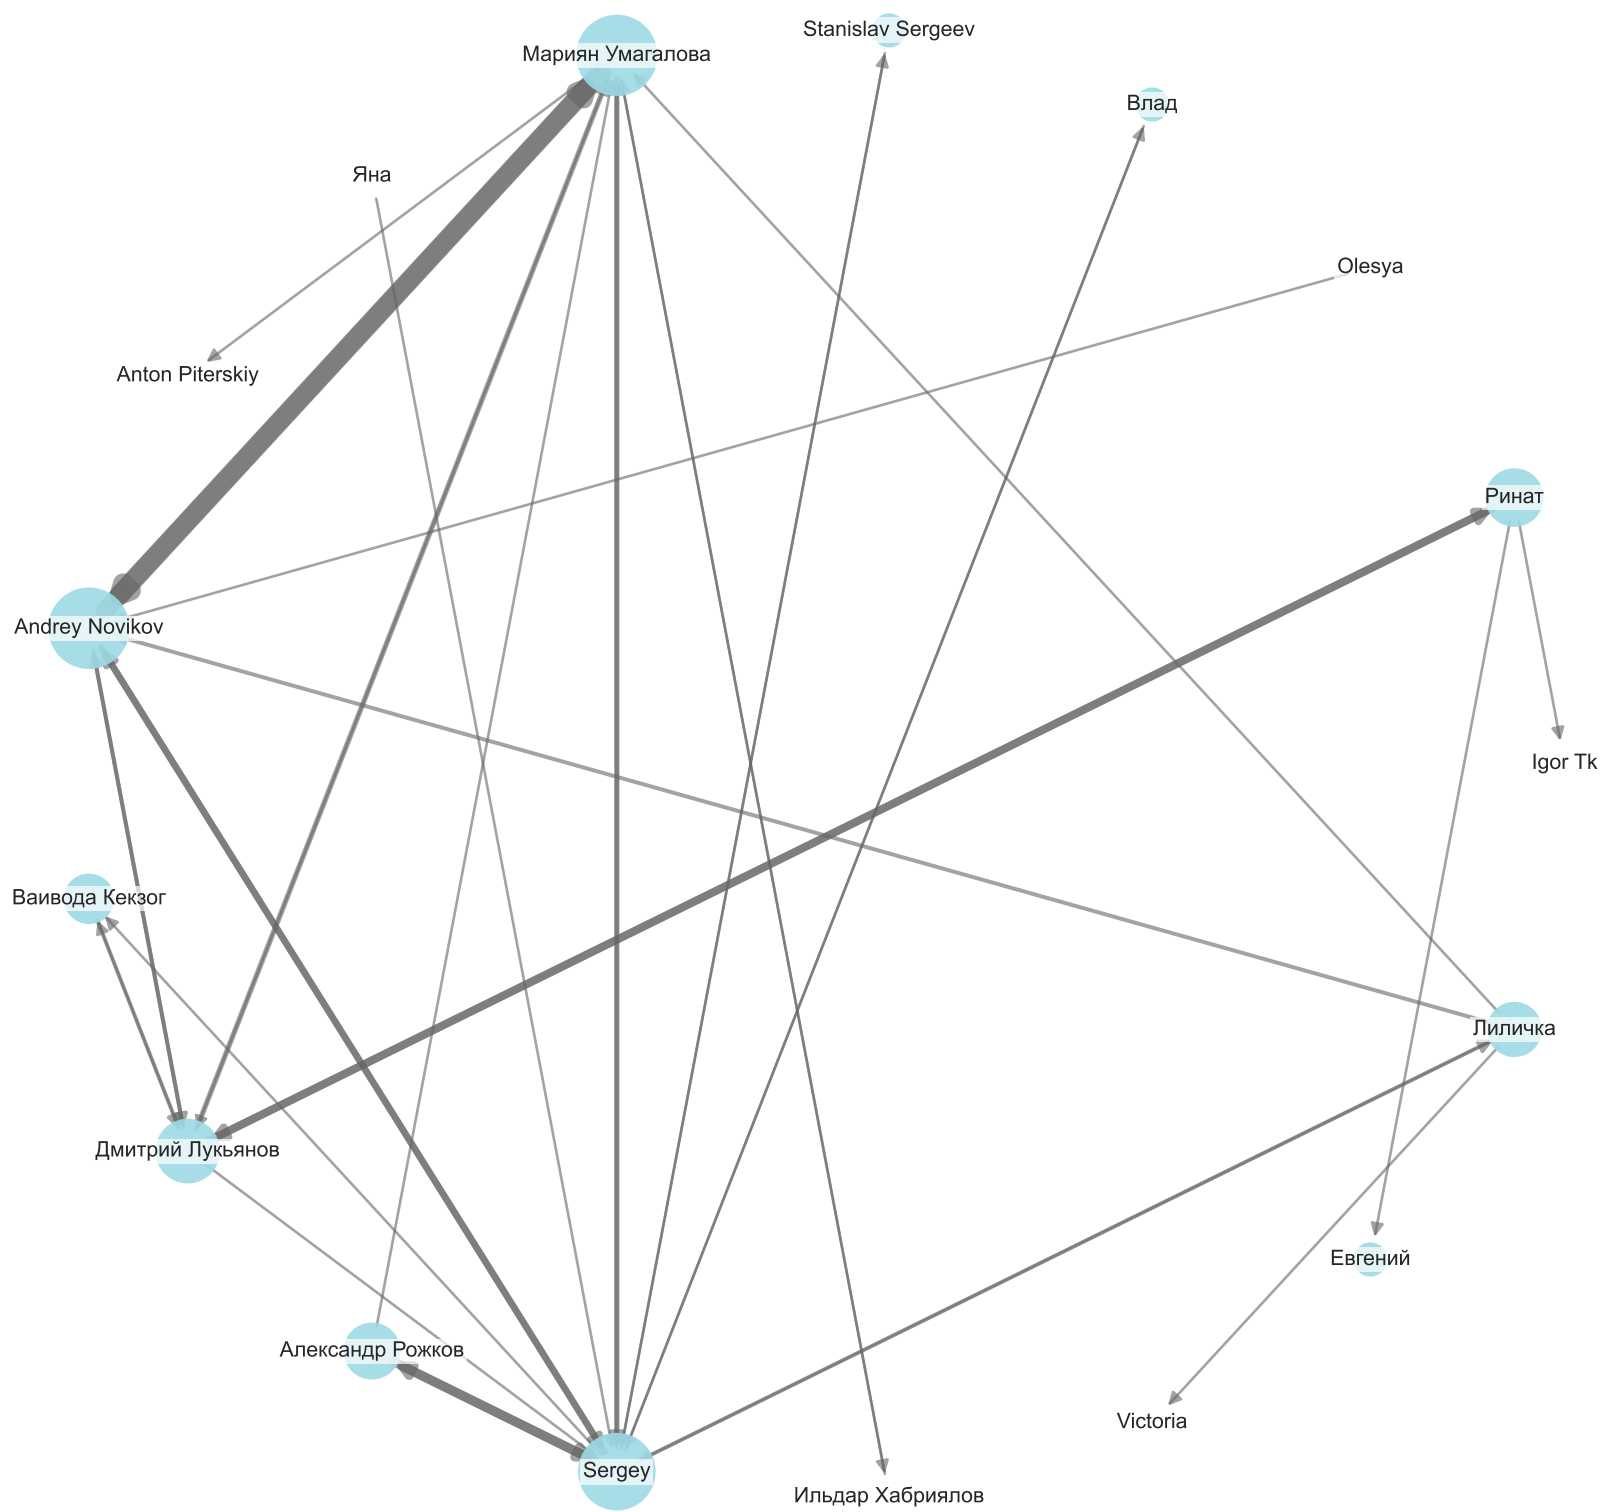 Stanislav Sergeev
Мариян Умагалова
Влад
Яна
Olesya
Anton Piterskiy
Ринат
Andrey Novikov
Igor Tk
Ваивода Кекзог
Лиличка
Дмитрий Лукьянов
Евгений
Александр Рожков
Victoria
Sergey
Ильдар Хабриялов